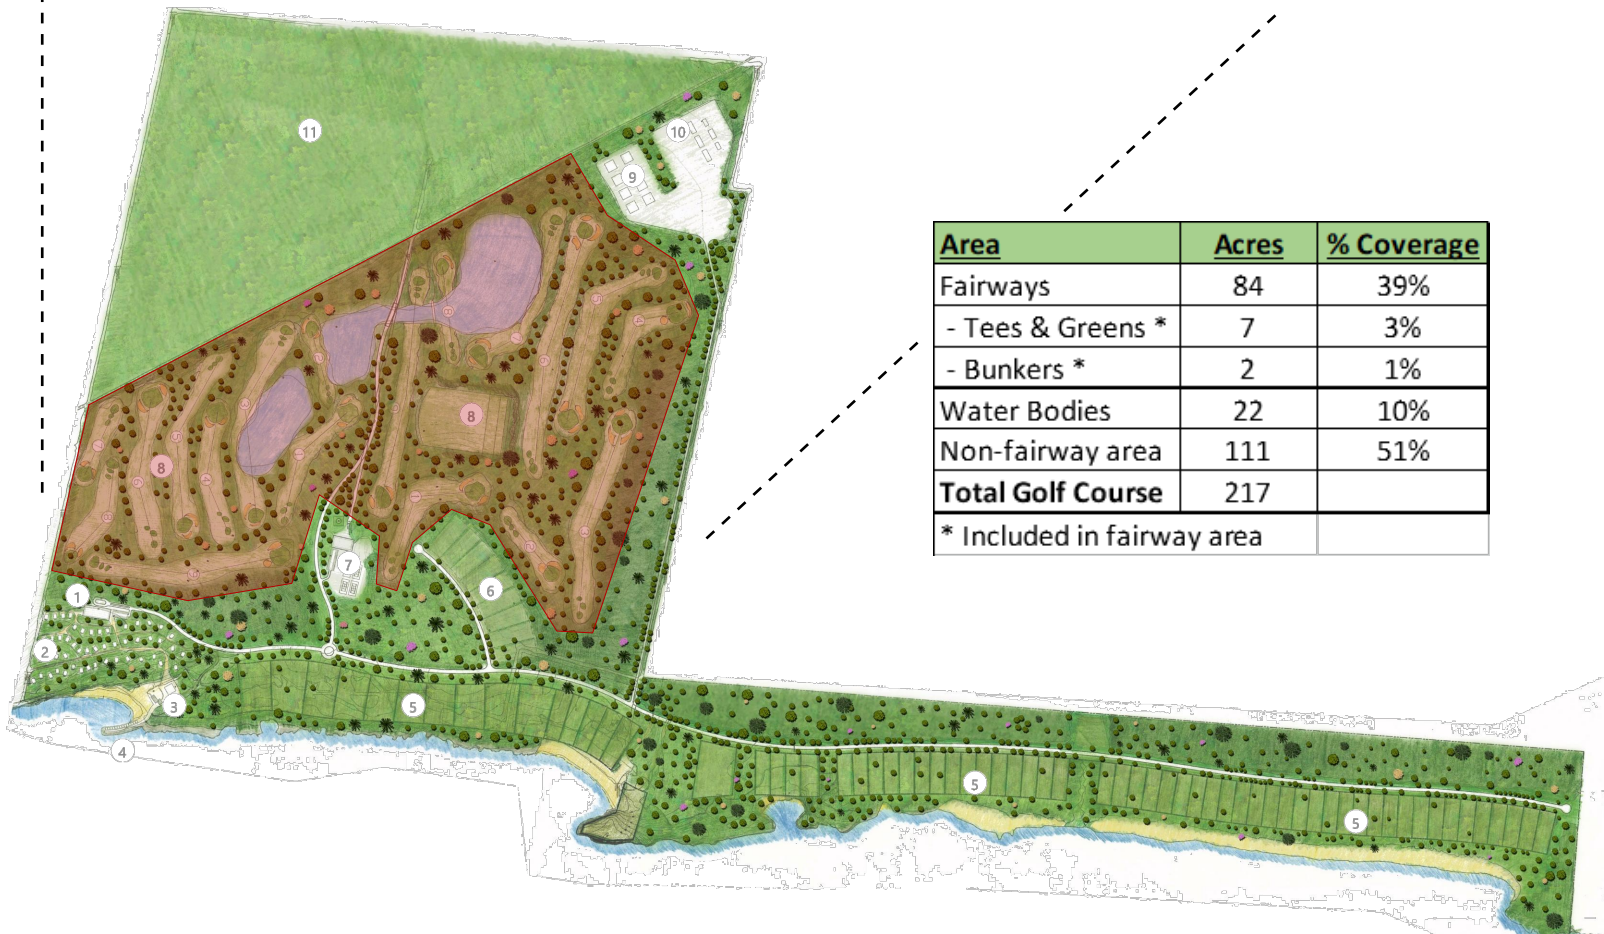 11
10
9
8
8
7
6
1
2
3
4
5
5
5
Area Acres % Coverage
Fairways 84 39%
- Tees & Greens * 7 3%
- Bunkers * 2 1%
Water Bodies 22 10%
Non-fairway area 111 51%
Total Golf Course 217
* Included in fairway area